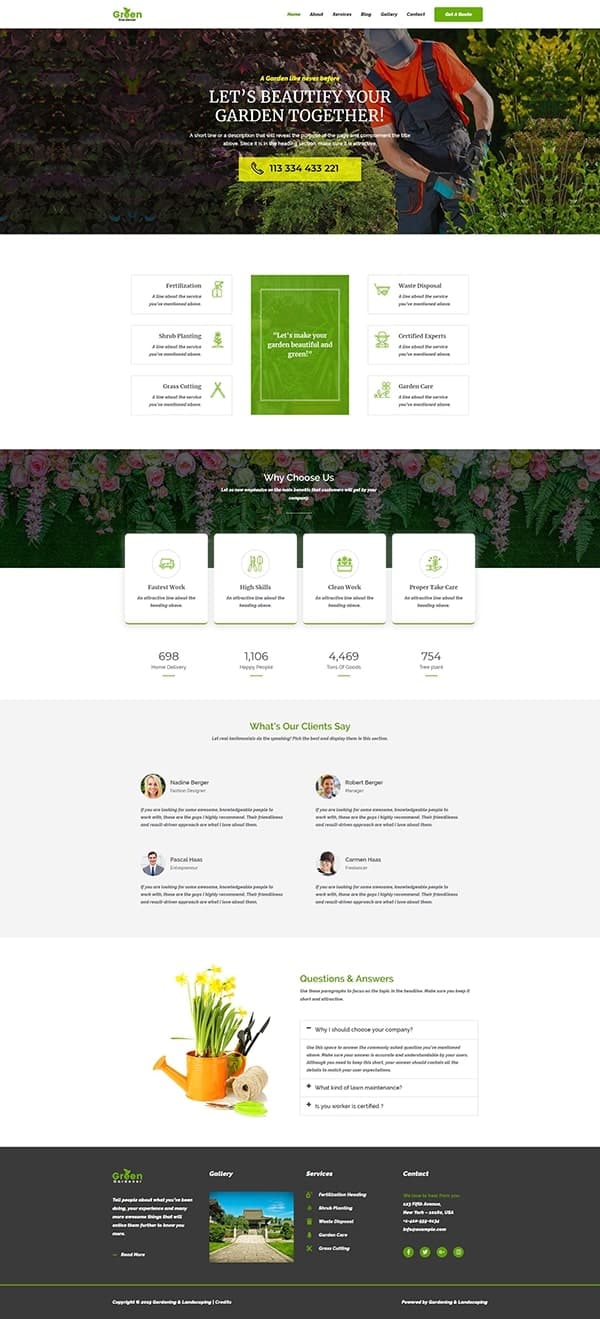 Green
Home About Services Blog Gallery Contact Get A Quote
A Garden like never before
LET'S BEAUTIFY YOUR
GARDEN TOGETHER!
A short line or a description that will reveal the purpose of the page and complement the title
above. Since it is in the heading section, make sure it is attractive.
113 334 433 221
Fertilization
A line about the service
you've mentioned above.
Shrub Planting
A line about the service
you've mentioned above.
Grass Cutting
A line about the service
you've mentioned above.
"Let's make your
garden beautiful and
green!"
Waste Disposal
A line about the service
you've mentioned above.
Certified Experts
A line about the service
you've mentioned above.
Garden Care
A line about the service
you've mentioned above.
Why Choose Us
Let us now emphasize on the main benefits that customers will get by your
company.
Fastest Work
An attractive line about the
heading above.
High Skills
An attractive line about the
heading above.
Clean Work
An attractive line about the
heading above.
Proper Take Care
An attractive line about the
heading above.
698
Home Delivery
1,106
Happy People
4,469
Tons Of Goods
754
Tree plant
What's Our Clients Say
Let real testimonials do the speaking! Pick the best and display them in this section.
Nadine Berger
Fashion Designer
If you are looking for some awesome, knowledgeable people to
work with, these are the guys I highly recommend. Their friendliness
and result-driven approach are what I love about them.
Robert Berger
Manager
If you are looking for some awesome, knowledgeable people to
work with, these are the guys I highly recommend. Their friendliness
and result-driven approach are what I love about them.
Pascal Haas
Entrepreneur
If you are looking for some awesome, knowledgeable people to
work with, these are the guys I highly recommend. Their friendliness
and result-driven approach are what I love about them.
Carmen Haas
Freelancer
If you are looking for some awesome, knowledgeable people to
work with, these are the guys I highly recommend. Their friendliness
and result-driven approach are what I love about them.
Questions & Answers
Use these paragraphs to focus on the topic in the headline. Make sure you keep it
short and attractive.
Why I should choose your company?
Use this space to answer the commonly asked question you've mentioned
above. Make sure your answer is accurate and understandable by your users.
Although you need to keep this short, your answer should contain all the
details to match your user expectations.
What kind of lawn maintenance?
Is you worker is certified ?
Green
Gardener
Tell people about what you've been
doing, your experience and many
more awesome things that will
entice them further to know you
more.
Read More
Gallery
Services
Fertilization Heading
Shrub Planting
Waste Disposal
Garden Care
Grass Cutting
Contact
We love to hear from you
123 Fifth Avenue,
New York – 10160, USA
+1-910-553-0134
info@example.com
Copyright © 2019 Gardening & Landscaping | Credits
Powered by Gardening & Landscaping